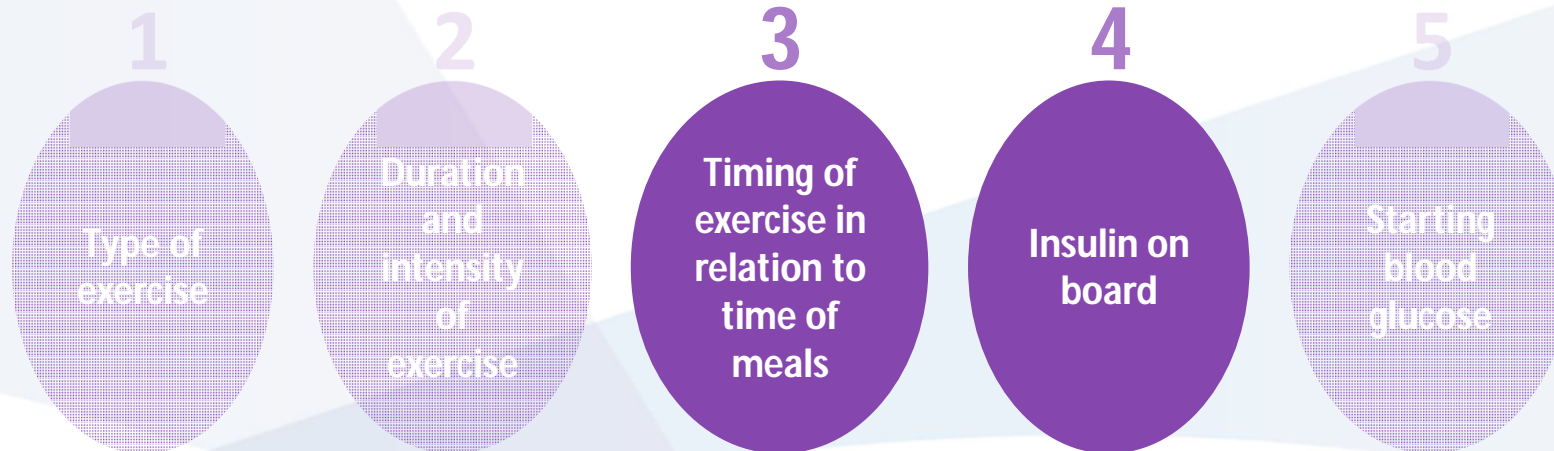 1
Type of
exercise
2
Duration
and
intensity
of
exercise
3
Timing of
exercise in
relation to
time of
meals
4
Insulin on
board
5
Starting
blood
glucose